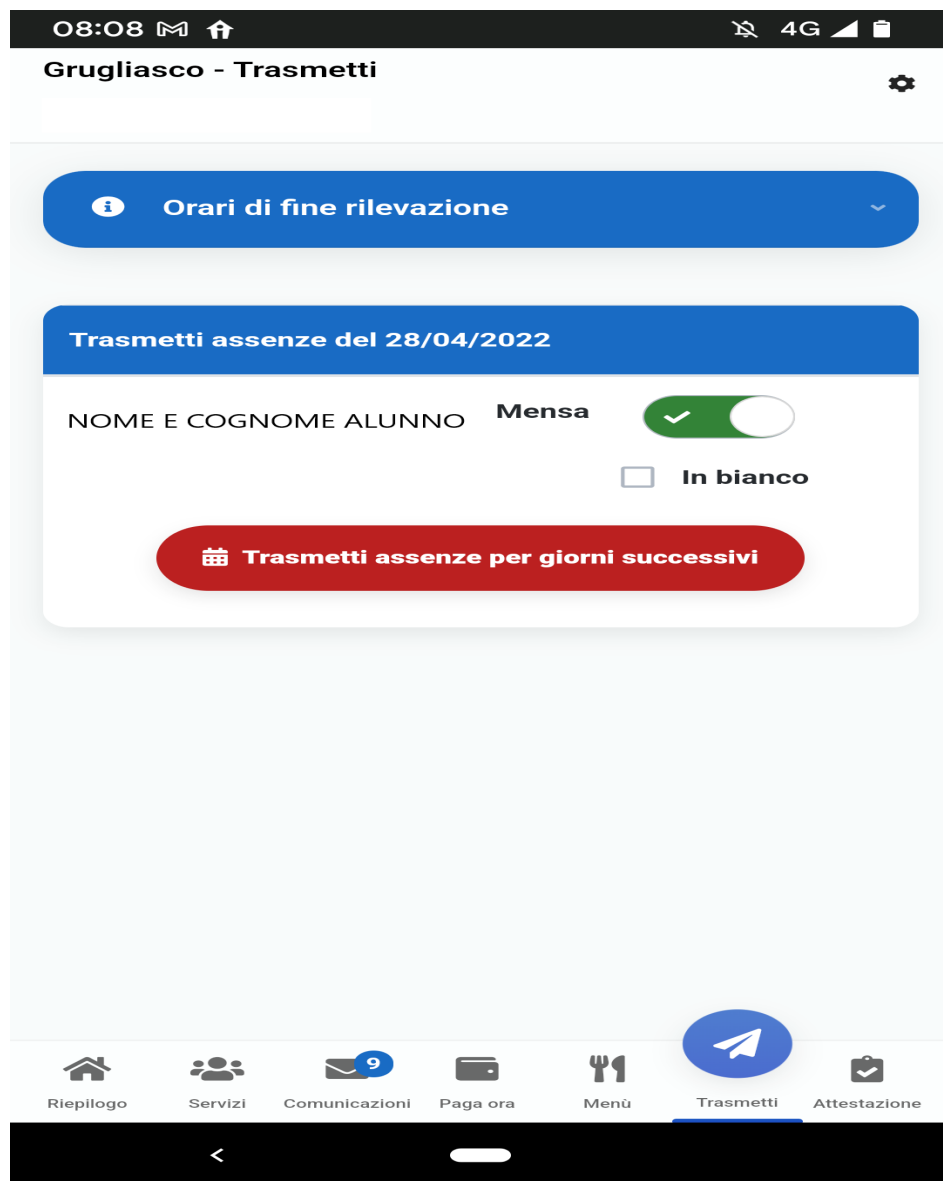 08:08
4G
Grugliasco - Trasmetti
Orari di fine rilevazione
Trasmetti assenze del 28/04/2022
NOME E COGNOME ALUNNO Mensa
In bianco
Trasmetti assenze per giorni successivi
9
Riepilogo Servizi Comunicazioni Paga ora Menù Trasmetti Attestazione